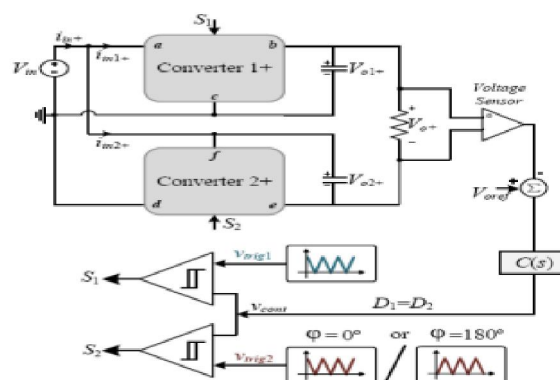 S1
iin+
iin1+
a
b
Vin
Converter 1+
Vo1+
c
Voltage
Sensor
Vo+
iin2+
f
Converter 2+
Vo2+
Voref
Σ
d
e
S2
C(s)
vtrig1
S1
D1=D2
vcont
φ=0° or φ=180°
S2
vtrig2